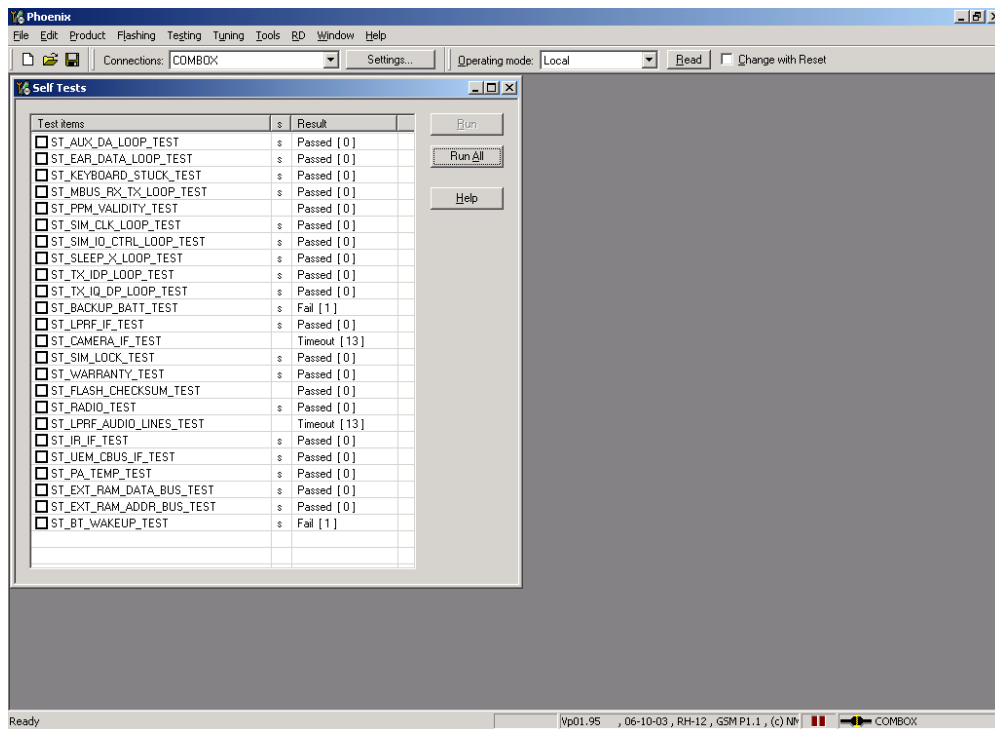 Phoenix
File Edit Product Flashing Testing Tuning Tools RD Window Help
Connections: COMBOX Settings... Operating mode: Local Read Change with Reset
Self Tests
Test items s Result
Run
ST_AUX_DA_LOOP_TEST s Passed [ 0 ]
ST_EAR_DATA_LOOP_TEST s Passed [ 0 ]
Run All
ST_KEYBOARD_STUCK_TEST s Passed [ 0 ]
ST_MBUS_RX_TX_LOOP_TEST s Passed [ 0 ]
Help
ST_PPM_VALIDITY_TEST Passed [ 0 ]
ST_SIM_CLK_LOOP_TEST s Passed [ 0 ]
ST_SIM_IO_CTRL_LOOP_TEST s Passed [ 0 ]
ST_SLEEP_X_LOOP_TEST s Passed [ 0 ]
ST_TX_IDP_LOOP_TEST s Passed [ 0 ]
ST_TX_IQ_DP_LOOP_TEST s Passed [ 0 ]
ST_BACKUP_BATT_TEST s Fail [ 1 ]
ST_LPRF_IF_TEST s Passed [ 0 ]
ST_CAMERA_IF_TEST Timeout [ 13 ]
ST_SIM_LOCK_TEST s Passed [ 0 ]
ST_WARRANTY_TEST s Passed [ 0 ]
ST_FLASH_CHECKSUM_TEST Passed [ 0 ]
ST_RADIO_TEST s Passed [ 0 ]
ST_LPRF_AUDIO_LINES_TEST Timeout [ 13 ]
ST_IR_IF_TEST s Passed [ 0 ]
ST_UEM_CBUS_IF_TEST s Passed [ 0 ]
ST_PA_TEMP_TEST s Passed [ 0 ]
ST_EXT_RAM_DATA_BUS_TEST s Passed [ 0 ]
ST_EXT_RAM_ADDR_BUS_TEST s Passed [ 0 ]
ST_BT_WAKEUP_TEST s Fail [ 1 ]
Ready Vp01.95 , 06-10-03 , RH-12 , GSM P1.1 , (c) COMBOX